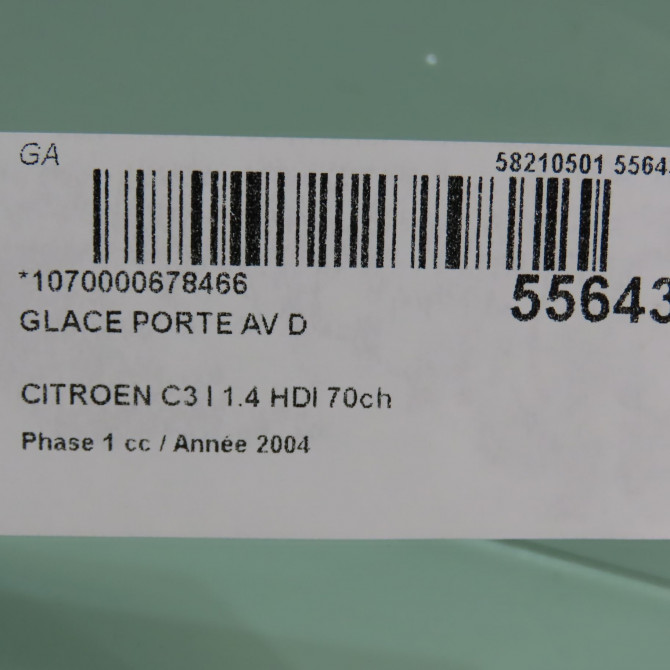 GA
58210501 5564
*1070000678466
55643
GLACE PORTE AV D
CITROEN C3 I 1.4 HDI 70ch
Phase 1 cc / Année 2004